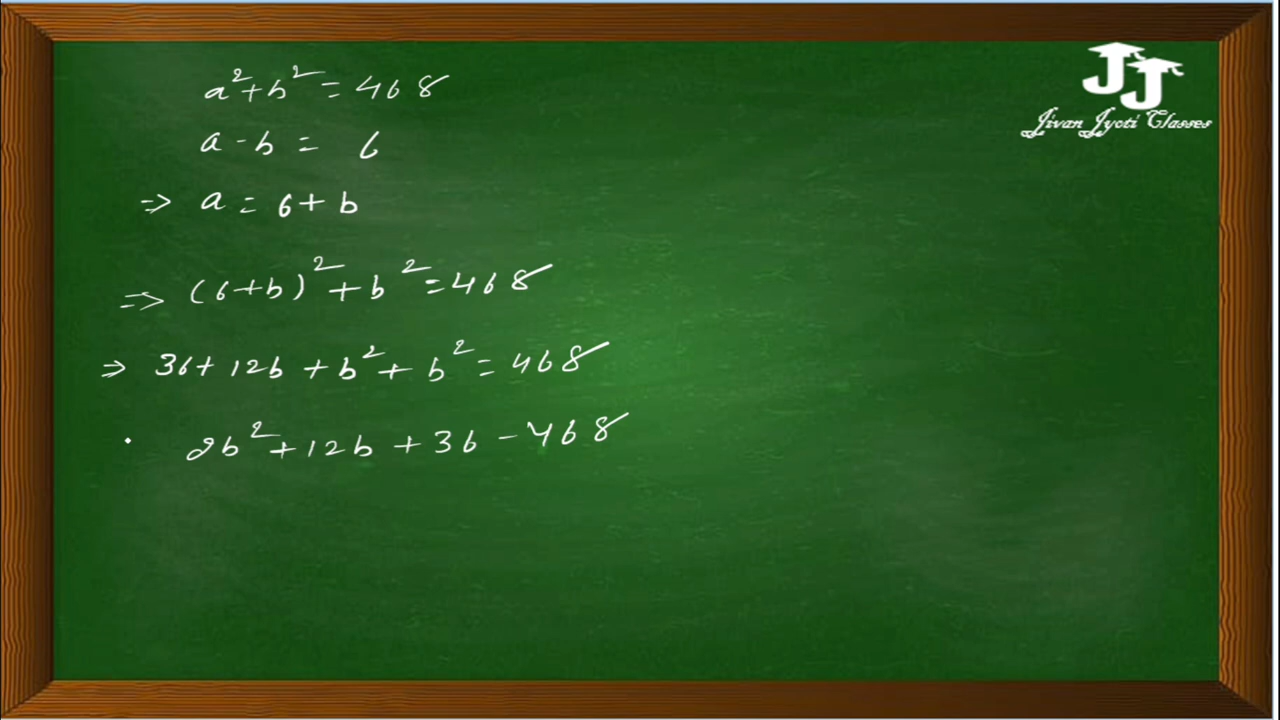 a²+b²=468
a-b= 6
=> a = 6+b
=> (6+b)²+b²=468
=> 36+12b+b²+b²=468
2b²+12b+36-468
JJ
Jivan Jyoti Classes